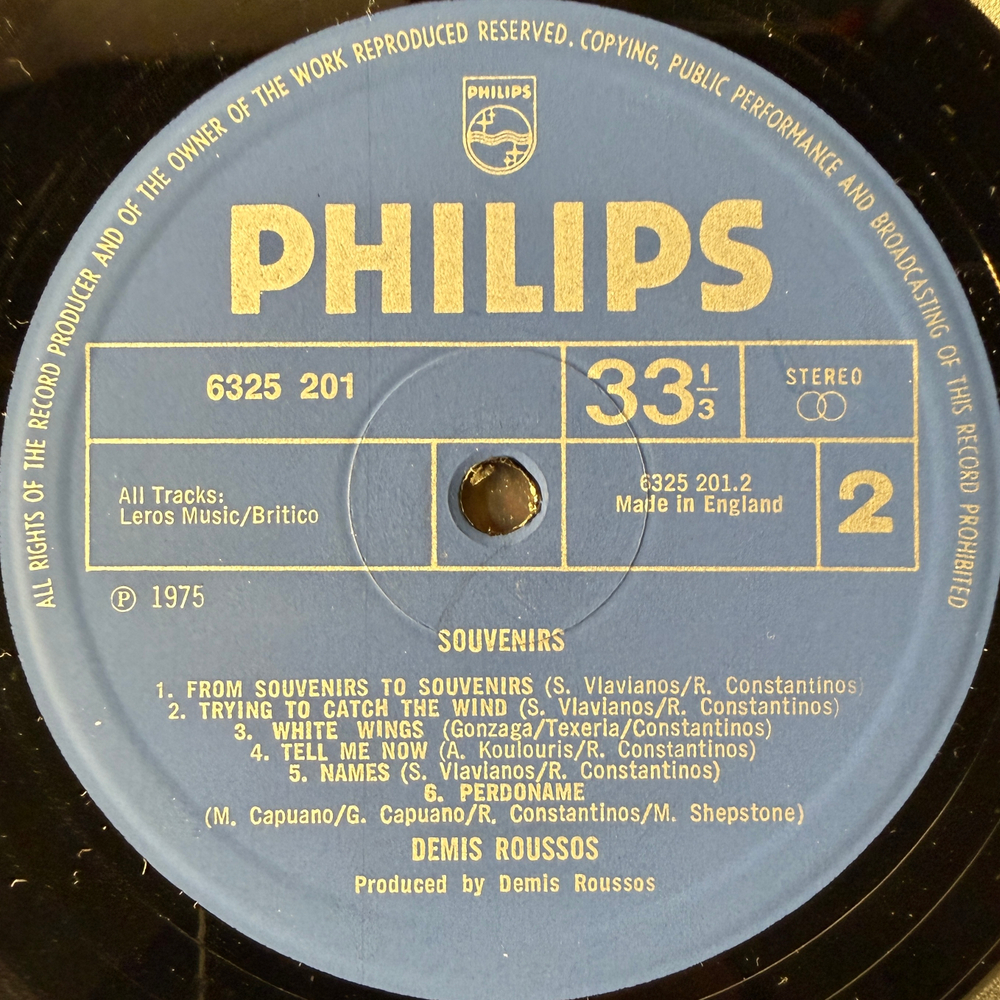 ALL RIGHTS OF THE RECORD PRODUCER AND OF THE OWNER OF THE WORK REPRODUCED RESERVED. COPYING, PUBLIC PERFORMANCE AND BROADCASTING OF THIS RECORD PROHIBITED
PHILIPS
PHILIPS
6325 201
33 1/3
STEREO
All Tracks:
Leros Music/Britico
6325 201.2
Made in England
2
℗ 1975
SOUVENIRS
1. FROM SOUVENIRS TO SOUVENIRS (S. Vlavianos/R. Constantinos)
2. TRYING TO CATCH THE WIND (S. Vlavianos/R. Constantinos)
3. WHITE WINGS (Gonzaga/Texeria/Constantinos)
4. TELL ME NOW (A. Koulouris/R. Constantinos)
5. NAMES (S. Vlavianos/R. Constantinos)
6. PERDONAME
(M. Capuano/G. Capuano/R. Constantinos/M. Shepstone)
DEMIS ROUSSOS
Produced by Demis Roussos